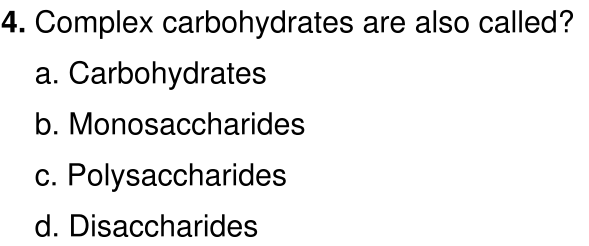 4. Complex carbohydrates are also called?
a. Carbohydrates
b. Monosaccharides
c. Polysaccharides
d. Disaccharides